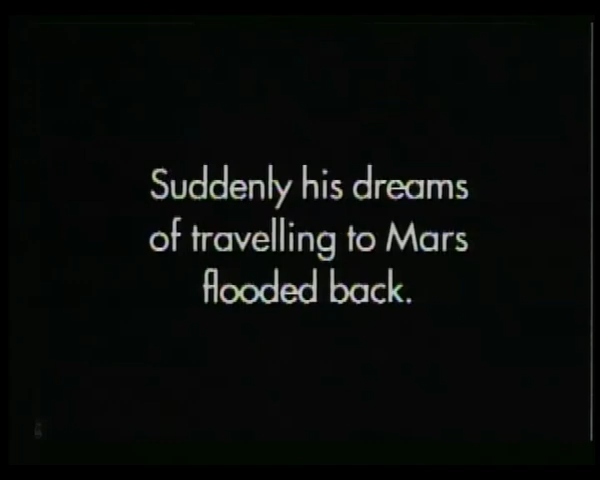 Suddenly his dreams
of travelling to Mars
flooded back.